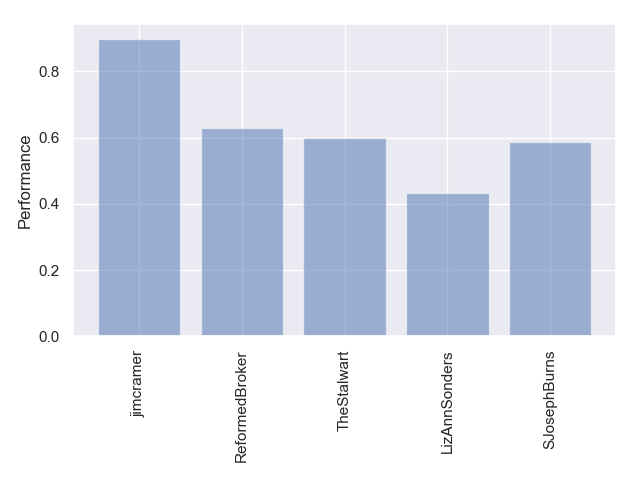 0.8
0.6
0.4
0.2
0.0
Performance
jimcramer
ReformedBroker
TheStalwart
LizAnnSonders
SJosephBurns